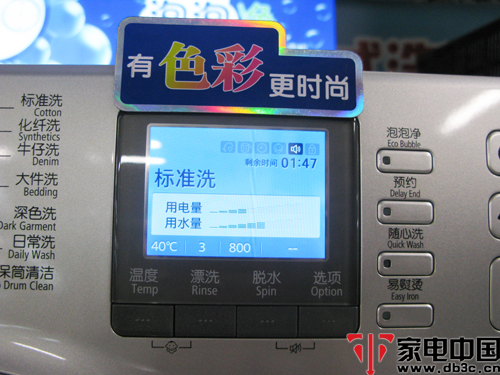 有色彩更时尚
标准洗
Cotton
化纤洗
Synthetics
牛仔洗
Denim
大件洗
Bedding
深色洗
Dark Garment
日常洗
Daily Wash
保筒清洁
Drum Clean
剩余时间 01:47
标准洗
用电量
用水量
40℃ 3 800 --
温度 漂洗 脱水 选项
Temp Rinse Spin Option
泡泡净
Eco Bubble
预约
Delay End
随心洗
Quick Wash
易熨烫
Easy Iron
家电中国
www.db3c.cn